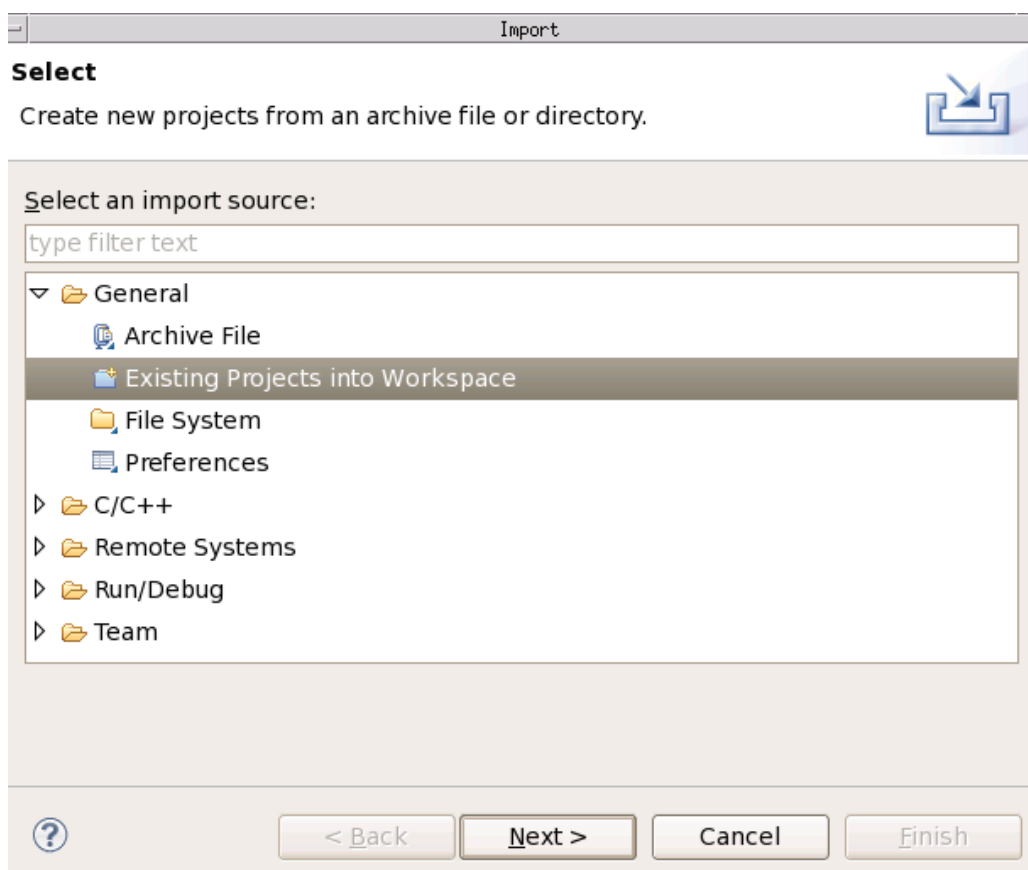 Import
Select
Create new projects from an archive file or directory.
Select an import source:
type filter text
General
Archive File
Existing Projects into Workspace
File System
Preferences
C/C++
Remote Systems
Run/Debug
Team
? < Back Next > Cancel Finish